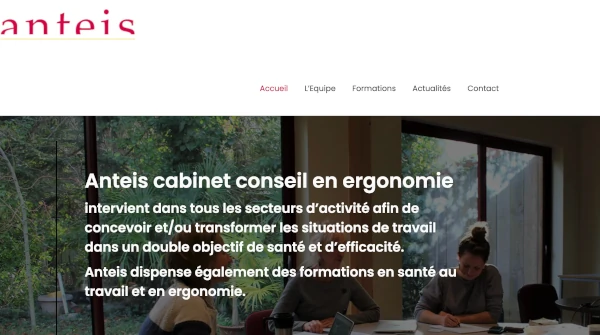 anteis
Accueil L'Equipe Formations Actualités Contact
Anteis cabinet conseil en ergonomie
intervient dans tous les secteurs d’activité afin de
concevoir et/ou transformer les situations de travail
dans un double objectif de santé et d’efficacité.
Anteis dispense également des formations en santé au
travail et en ergonomie.